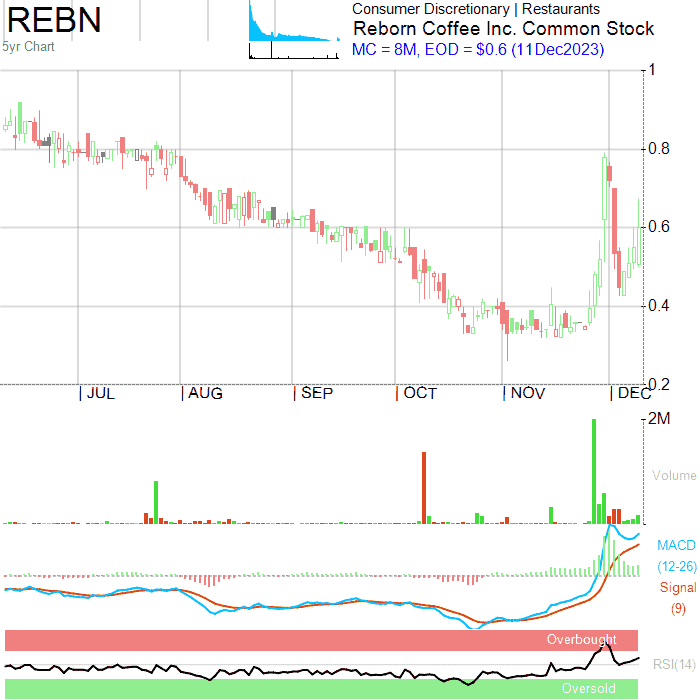 REBN
5yr Chart
Consumer Discretionary | Restaurants
Reborn Coffee Inc. Common Stock
MC = 8M, EOD = $0.6 (11Dec2023)
1
0.8
0.6
0.4
0.2
JUL AUG SEP OCT NOV DEC
2M
Volume
MACD
(12-26)
Signal
(9)
Overbought
RSI(14)
Oversold